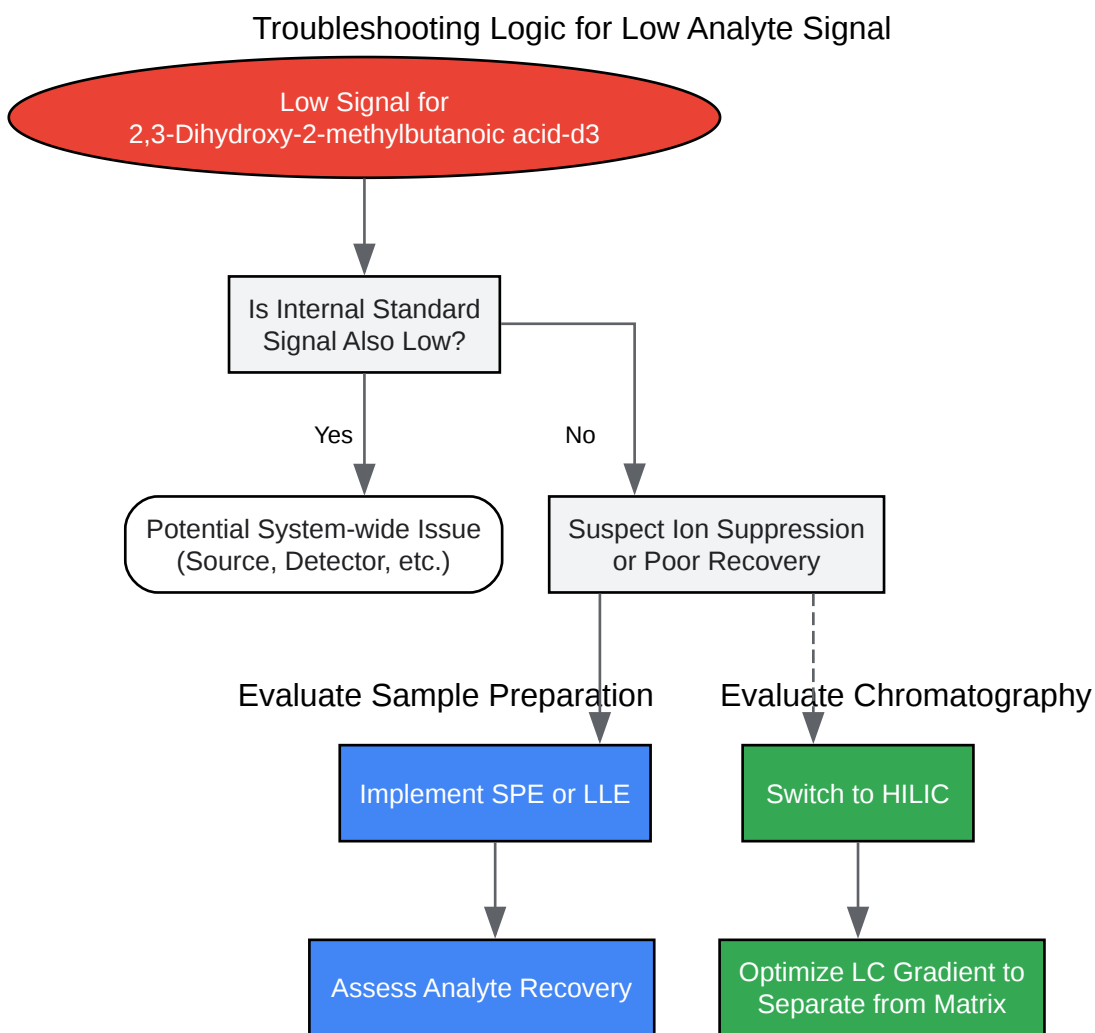 Troubleshooting Logic for Low Analyte Signal
Low Signal for
2,3-Dihydroxy-2-methylbutanoic acid-d3
Is Internal Standard
Signal Also Low?
Yes
No
Potential System-wide Issue
(Source, Detector, etc.)
Suspect Ion Suppression
or Poor Recovery
Evaluate Sample Preparation
Evaluate Chromatography
Implement SPE or LLE
Switch to HILIC
Assess Analyte Recovery
Optimize LC Gradient to
Separate from Matrix